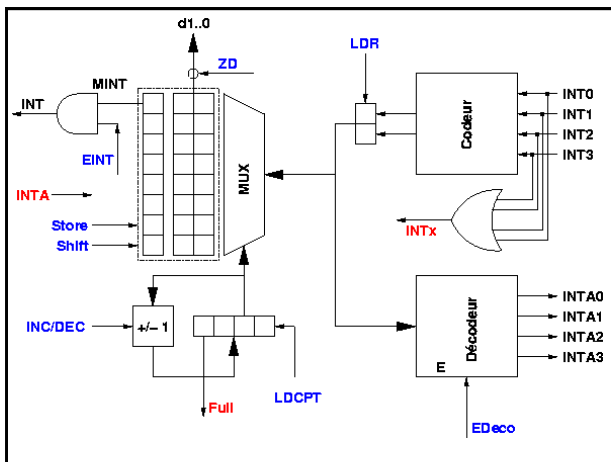 d1..0
ZD
LDR
INT
MINT
EINT
INTA
Store
Shift
MUX
Codeur
INT0
INT1
INT2
INT3
INTx
INC/DEC
+/- 1
Full
LDCPT
Décodeur
E
INTA0
INTA1
INTA2
INTA3
EDeco